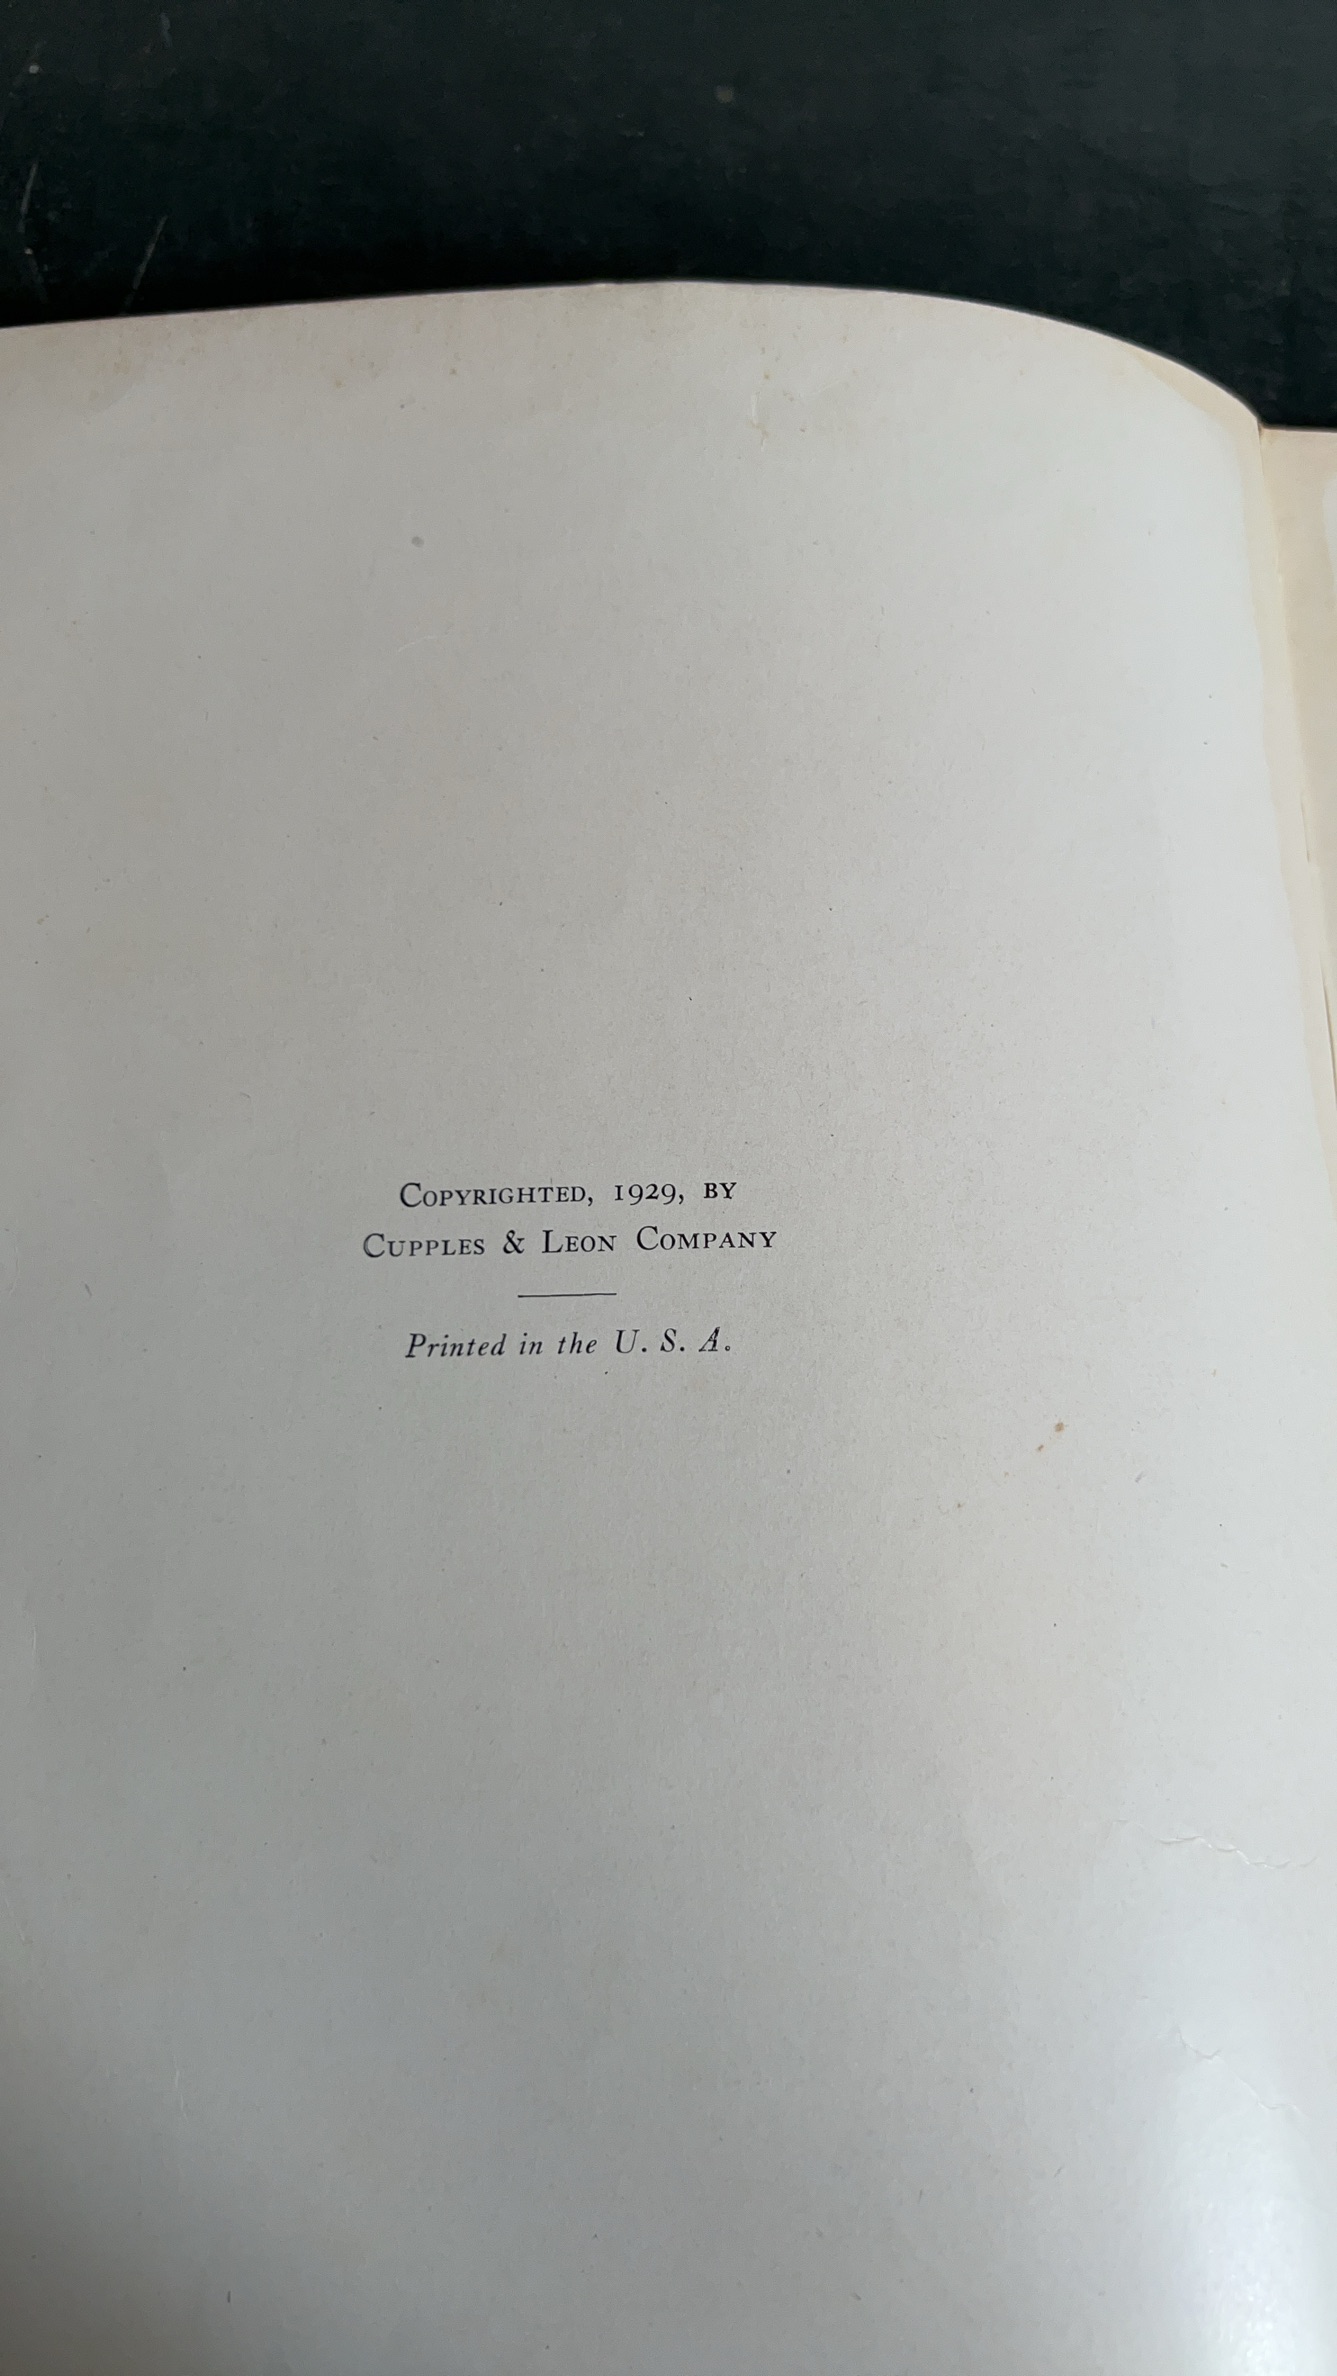 Copyrighted, 1929, by
Cupples & Leon Company
Printed in the U. S. A.